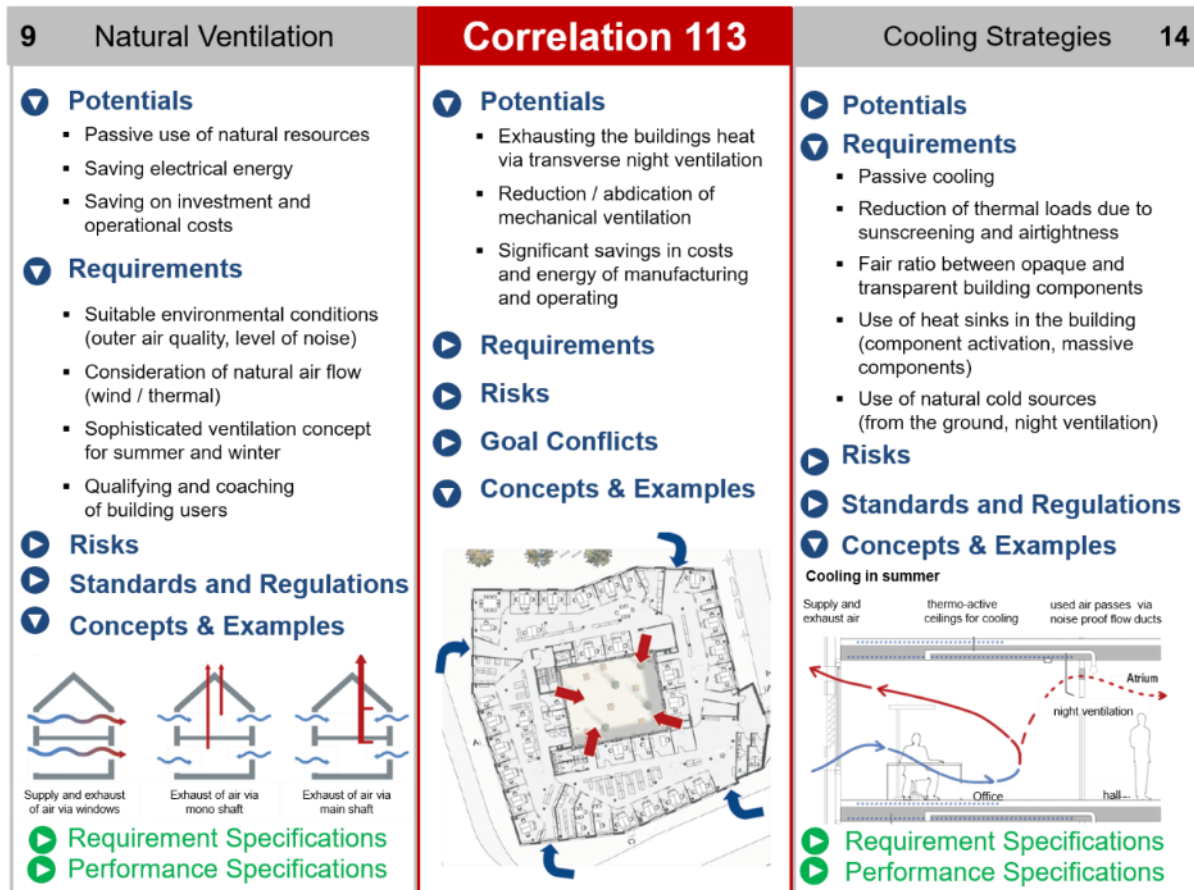 9 Natural Ventilation
Potentials
▪ Passive use of natural resources
▪ Saving electrical energy
▪ Saving on investment and
operational costs
Requirements
▪ Suitable environmental conditions
(outer air quality, level of noise)
▪ Consideration of natural air flow
(wind / thermal)
▪ Sophisticated ventilation concept
for summer and winter
▪ Qualifying and coaching
of building users
Risks
Standards and Regulations
Concepts & Examples
Supply and exhaust
of air via windows
Exhaust of air via
mono shaft
Exhaust of air via
main shaft
Requirement Specifications
Performance Specifications
Correlation 113
Potentials
▪ Exhausting the buildings heat
via transverse night ventilation
▪ Reduction / abdication of
mechanical ventilation
▪ Significant savings in costs
and energy of manufacturing
and operating
Requirements
Risks
Goal Conflicts
Concepts & Examples
Cooling Strategies 14
Potentials
Requirements
▪ Passive cooling
▪ Reduction of thermal loads due to
sunscreening and airtightness
▪ Fair ratio between opaque and
transparent building components
▪ Use of heat sinks in the building
(component activation, massive
components)
▪ Use of natural cold sources
(from the ground, night ventilation)
Risks
Standards and Regulations
Concepts & Examples
Cooling in summer
Supply and
exhaust air
thermo-active
ceilings for cooling
used air passes via
noise proof flow ducts
Atrium
night ventilation
Office
hall
Requirement Specifications
Performance Specifications